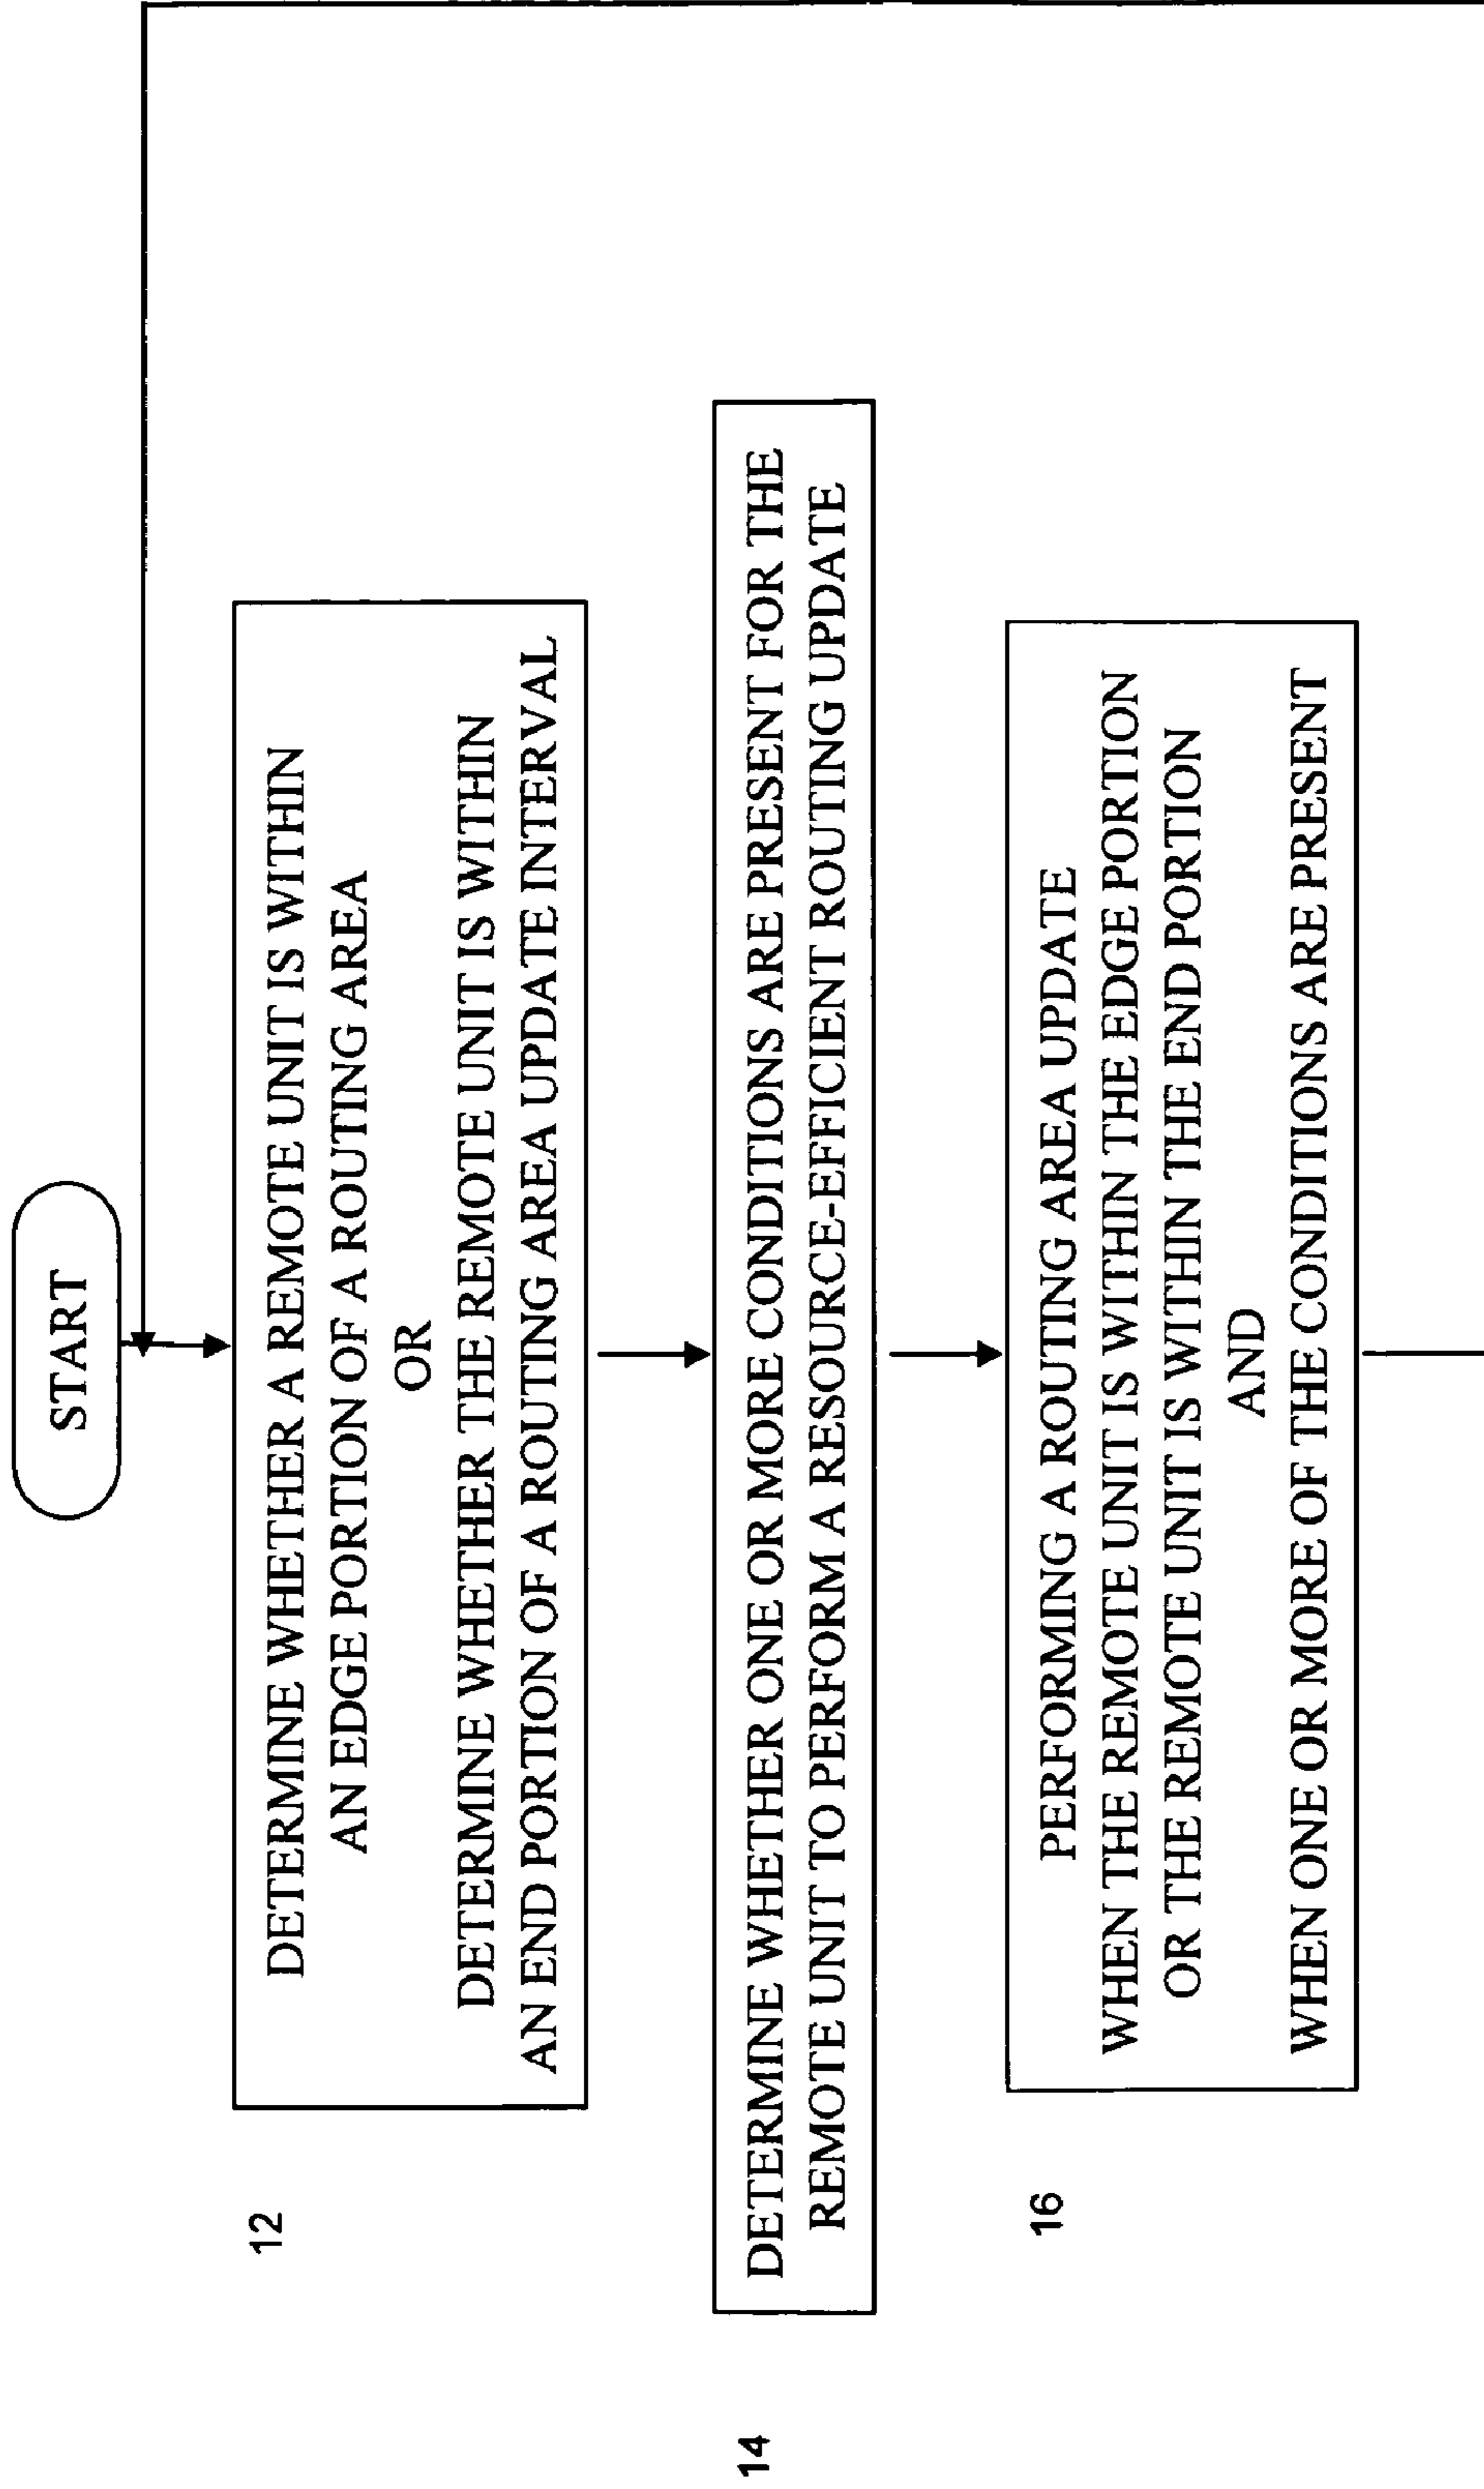 START
12
DETERMINE WHETHER A REMOTE UNIT IS WITHIN
AN EDGE PORTION OF A ROUTING AREA
OR
DETERMINE WHETHER THE REMOTE UNIT IS WITHIN
AN END PORTION OF A ROUTING AREA UPDATE INTERVAL
14
DETERMINE WHETHER ONE OR MORE CONDITIONS ARE PRESENT FOR THE
REMOTE UNIT TO PERFORM A RESOURCE-EFFICIENT ROUTING UPDATE
16
PERFORMING A ROUTING AREA UPDATE
WHEN THE REMOTE UNIT IS WITHIN THE EDGE PORTION
OR THE REMOTE UNIT IS WITHIN THE END PORTION
AND
WHEN ONE OR MORE OF THE CONDITIONS ARE PRESENT